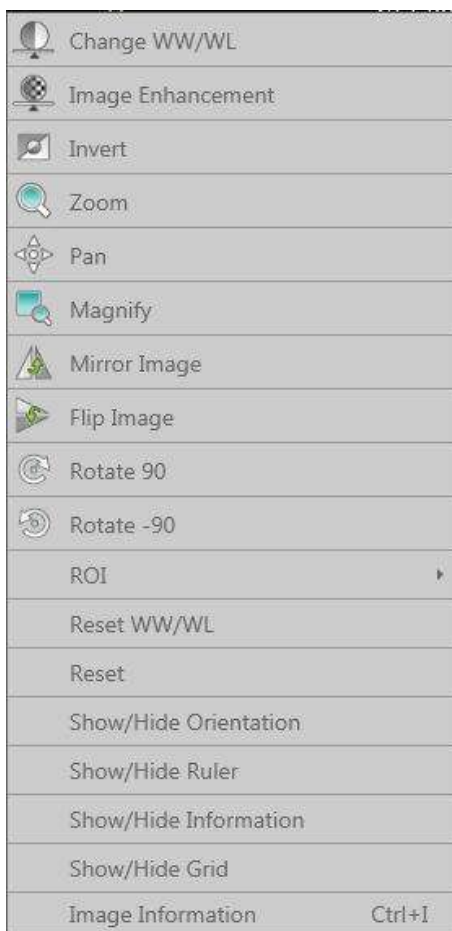 Change WW/WL
Image Enhancement
Invert
Zoom
Pan
Magnify
Mirror Image
Flip Image
Rotate 90
Rotate -90
ROI
Reset WW/WL
Reset
Show/Hide Orientation
Show/Hide Ruler
Show/Hide Information
Show/Hide Grid
Image Information Ctrl+I